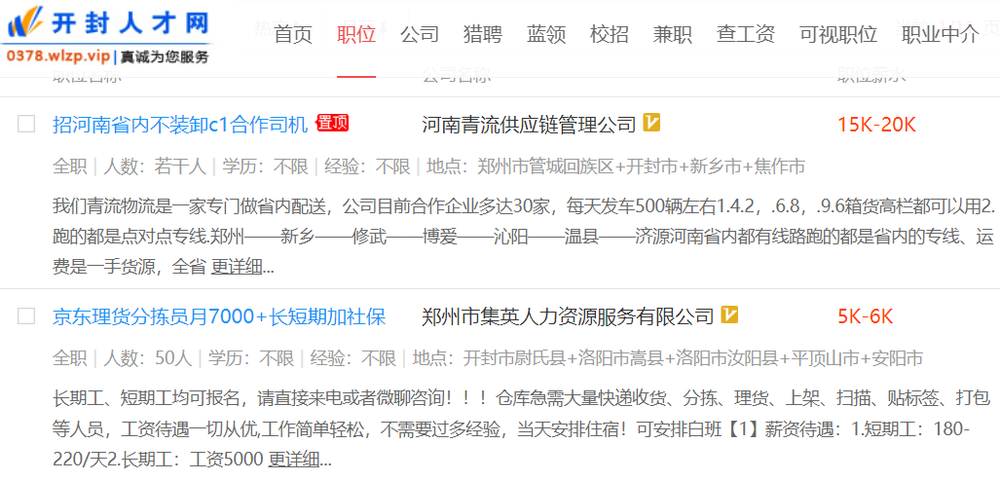 开封人才网
0378.wlzp.vip|真诚为您服务
首页 职位 公司 猎聘 蓝领 校招 兼职 查工资 可视职位 职业中介
职位名称 公司名称 职位薪水
招河南省内不装卸c1合作司机 置顶 河南青流供应链管理公司 15K-20K
全职|人数：若干人|学历：不限|经验：不限|地点：郑州市管城回族区+开封市+新乡市+焦作市
我们青流物流是一家专门做省内配送，公司目前合作企业多达30家，每天发车500辆左右1.4.2，.6.8，.9.6箱货高栏都可以用2.
跑的都是点对点专线.郑州——新乡——修武——博爱——沁阳——温县——济源河南省内都有线路跑的都是省内的专线、运
费是一手货源，全省 更详细...
京东理货分拣员月7000+长短期加社保 郑州市集英人力资源服务有限公司 5K-6K
全职|人数：50人|学历：不限|经验：不限|地点：开封市尉氏县+洛阳市嵩县+洛阳市汝阳县+平顶山市+安阳市
长期工、短期工均可报名，请直接来电或者微聊咨询！！！仓库急需大量快递收货、分拣、理货、上架、扫描、贴标签、打包
等人员，工资待遇一切从优,工作简单轻松，不需要过多经验，当天安排住宿！可安排白班【1】薪资待遇：1.短期工：180-
220/天2.长期工：工资5000 更详细...